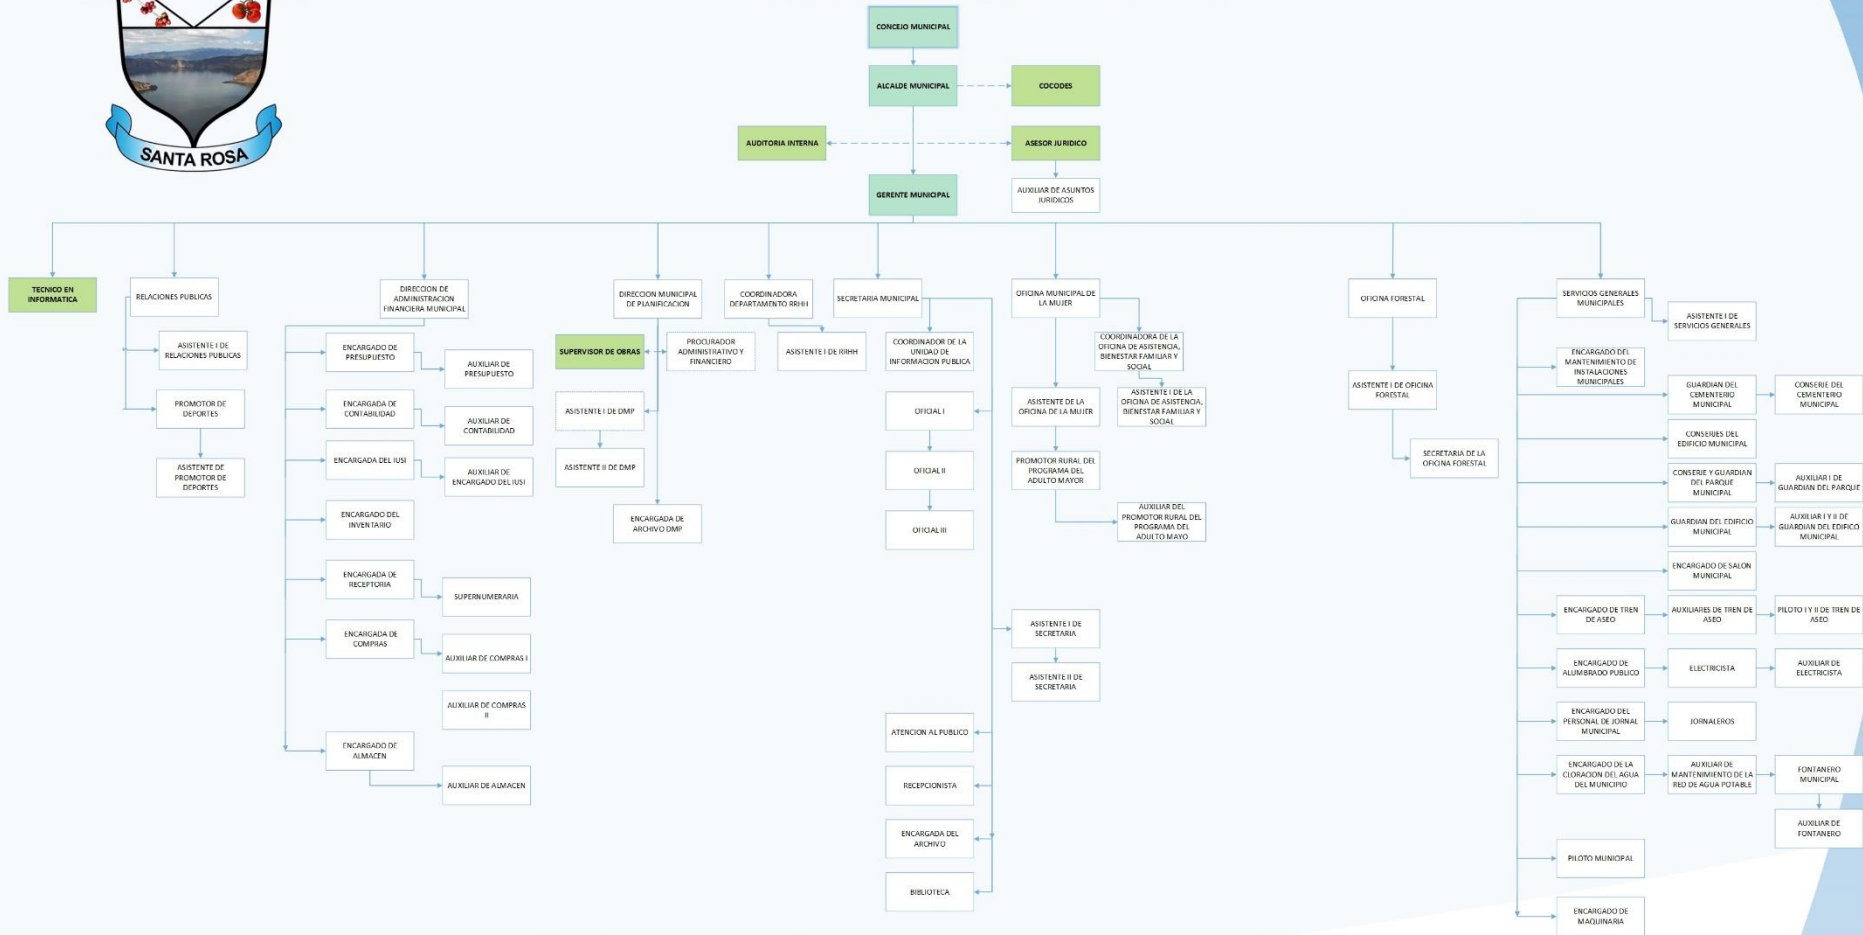 SANTA ROSA
CONCEJO MUNICIPAL
ALCALDE MUNICIPAL
COCODES
AUDITORIA INTERNA
ASESOR JURIDICO
GERENTE MUNICIPAL
AUXILIAR DE ASUNTOS
JURIDICOS
TECNICO EN
INFORMATICA
RELACIONES PUBLICAS
ASISTENTE I DE
RELACIONES PUBLICAS
PROMOTOR DE
DEPORTES
ASISTENTE DE
PROMOTOR DE
DEPORTES
DIRECCION DE
ADMINISTRACION
FINANCIERA MUNICIPAL
ENCARGADO DE
PRESUPUESTO
AUXILIAR DE
PRESUPUESTO
ENCARGADA DE
CONTABILIDAD
AUXILIAR DE
CONTABILIDAD
ENCARGADA DEL IUSI
AUXILIAR DE
ENCARGADO DEL IUSI
ENCARGADO DEL
INVENTARIO
ENCARGADA DE
RECEPTORIA
SUPERNUMERARIA
ENCARGADA DE
COMPRAS
AUXILIAR DE COMPRAS I
AUXILIAR DE COMPRAS
II
ENCARGADO DE
ALMACEN
AUXILIAR DE ALMACEN
DIRECCION MUNICIPAL
DE PLANIFICACION
SUPERVISOR DE OBRAS
PROCURADOR
ADMINISTRATIVO Y
FINANCIERO
ASISTENTE I DE DMP
ASISTENTE II DE DMP
ENCARGADA DE
ARCHIVO DMP
COORDINADORA
DEPARTAMENTO RRHH
ASISTENTE I DE RRHH
SECRETARIA MUNICIPAL
COORDINADOR DE LA
UNIDAD DE
INFORMACION PUBLICA
OFICIAL I
OFICIAL II
OFICIAL III
ASISTENTE I DE
SECRETARIA
ASISTENTE II DE
SECRETARIA
ATENCION AL PUBLICO
RECEPCIONISTA
ENCARGADA DEL
ARCHIVO
BIBLIOTECA
OFICINA MUNICIPAL DE
LA MUJER
COORDINADORA DE LA
OFICINA DE ASISTENCIA,
BIENESTAR FAMILIAR Y
SOCIAL
ASISTENTE DE LA
OFICINA DE LA MUJER
ASISTENTE I DE LA
OFICINA DE ASISTENCIA,
BIENESTAR FAMILIAR Y
SOCIAL
PROMOTOR RURAL DEL
PROGRAMA DEL
ADULTO MAYOR
AUXILIAR DEL
PROMOTOR RURAL DEL
PROGRAMA DEL
ADULTO MAYO
OFICINA FORESTAL
ASISTENTE I DE OFICINA
FORESTAL
SECRETARIA DE LA
OFICINA FORESTAL
SERVICIOS GENERALES
MUNICIPALES
ASISTENTE I DE
SERVICIOS GENERALES
ENCARGADO DEL
MANTENIMIENTO DE
INSTALACIONES
MUNICIPALES
GUARDIAN DEL
CEMENTERIO
MUNICIPAL
CONSERJE DEL
CEMENTERIO
MUNICIPAL
CONSERJES DEL
EDIFICIO MUNICIPAL
CONSERJE Y GUARDIAN
DEL PARQUE
MUNICIPAL
AUXILIAR I DE
GUARDIAN DEL PARQUE
GUARDIAN DEL EDIFICIO
MUNICIPAL
AUXILIAR I Y II DE
GUARDIAN DEL EDIFICO
MUNICIPAL
ENCARGADO DE SALON
MUNICIPAL
ENCARGADO DE TREN
DE ASEO
AUXILIARES DE TREN DE
ASEO
PILOTO I Y II DE TREN DE
ASEO
ENCARGADO DE
ALUMBRADO PUBLICO
ELECTRICISTA
AUXILIAR DE
ELECTRICISTA
ENCARGADO DEL
PERSONAL DE JORNAL
MUNICIPAL
JORNALEROS
ENCARGADO DE LA
CLORACION DEL AGUA
DEL MUNICIPIO
AUXILIAR DE
MANTENIMIENTO DE LA
RED DE AGUA POTABLE
FONTANERO
MUNICIPAL
AUXILIAR DE
FONTANERO
PILOTO MUNICIPAL
ENCARGADO DE
MAQUINARIA